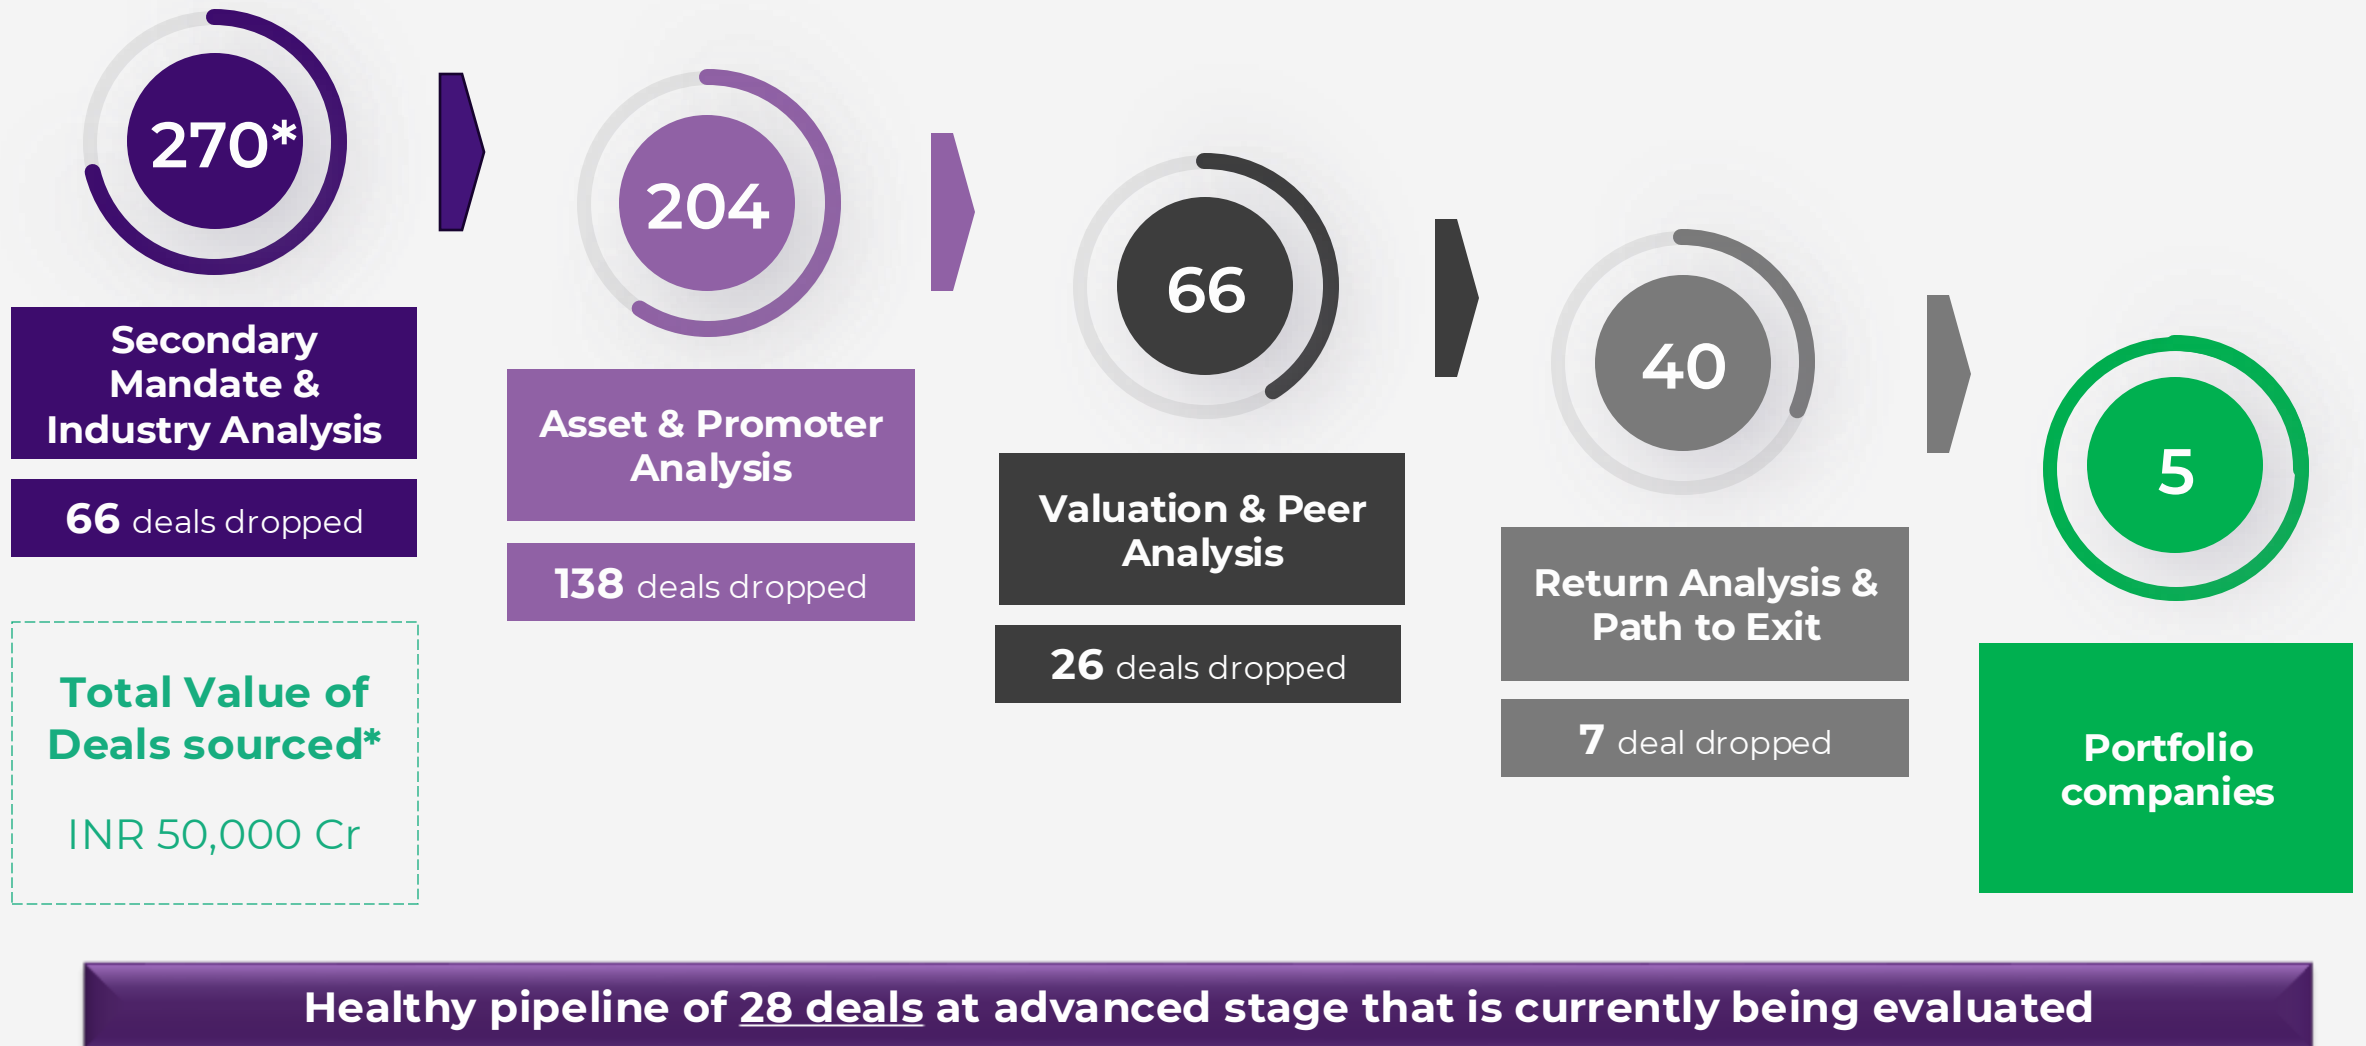 270*
Secondary
Mandate &
Industry Analysis
66 deals dropped
Total Value of
Deals sourced*
INR 50,000 Cr
204
Asset & Promoter
Analysis
138 deals dropped
66
Valuation & Peer
Analysis
26 deals dropped
40
Return Analysis &
Path to Exit
7 deal dropped
5
Portfolio
companies
Healthy pipeline of 28 deals at advanced stage that is currently being evaluated